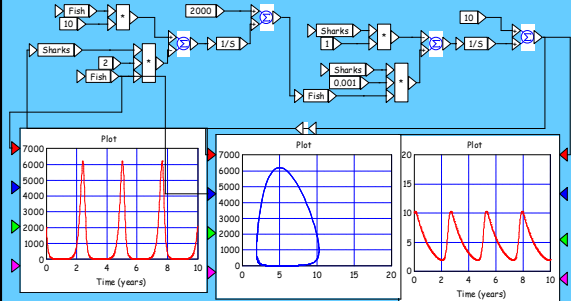 Fish
10
*
2000
Σ
Sharks
2
Fish
*
Σ
1/S
Sharks
1
*
Σ
1/S
10
Σ
Sharks
0.001
Fish
*
Plot
7000
6000
5000
4000
3000
2000
1000
0
0 2 4 6 8 10
Time (years)
Plot
7000
6000
5000
4000
3000
2000
1000
0
0 5 10 15 20
Plot
20
15
10
5
0
0 2 4 6 8 10
Time (years)